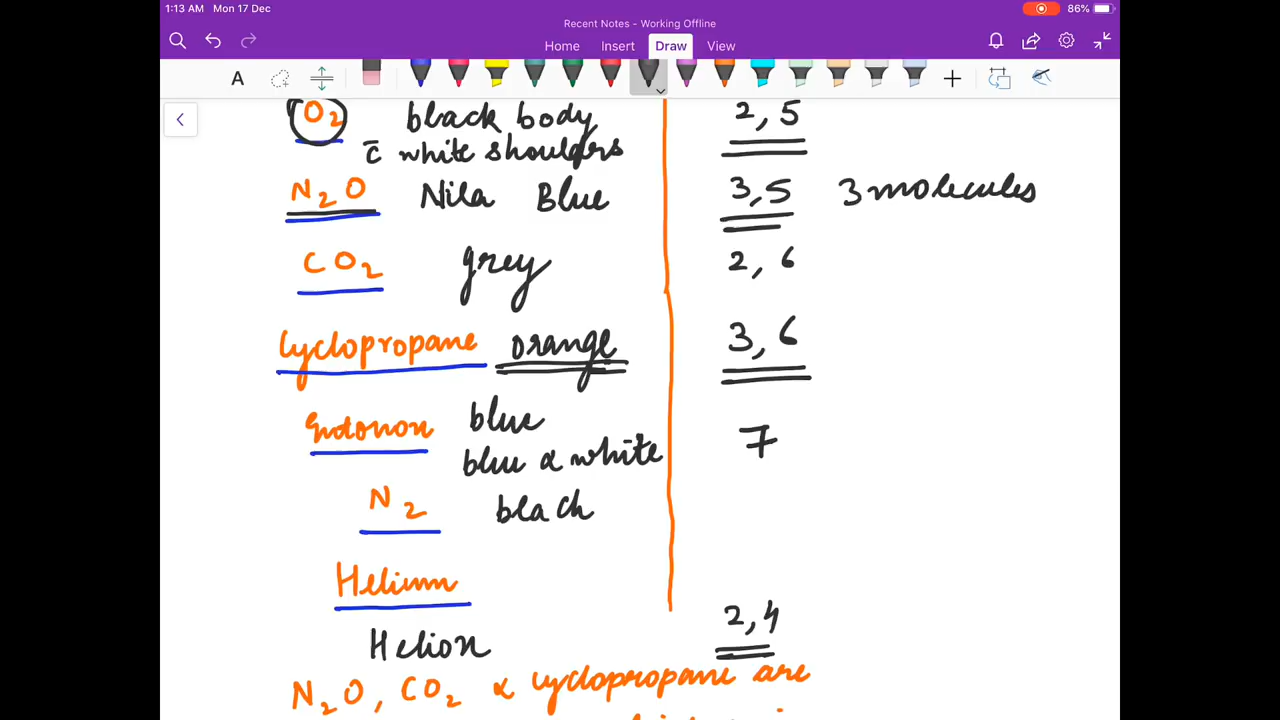 1:13 AM Mon 17 Dec
86%
Recent Notes - Working Offline
Home Insert Draw View
A
O2 black body 2, 5
c̄ white shoulders
N2O Nila Blue 3, 5 3 molecules
CO2 grey 2, 6
Cyclopropane orange 3, 6
Entonox blue 7
blue & white
N2 black
Helium
Heliox 2, 4
N2O, CO2 & cyclopropane are